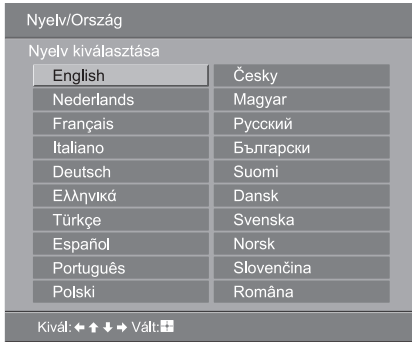 Nyelv/Ország
Nyelv kiválasztása
English Česky
Nederlands Magyar
Français Русский
Italiano Български
Deutsch Suomi
Ελληνικά Dansk
Türkçe Svenska
Español Norsk
Português Slovenčina
Polski Româna
Kivál:←↑↓→ Vált: